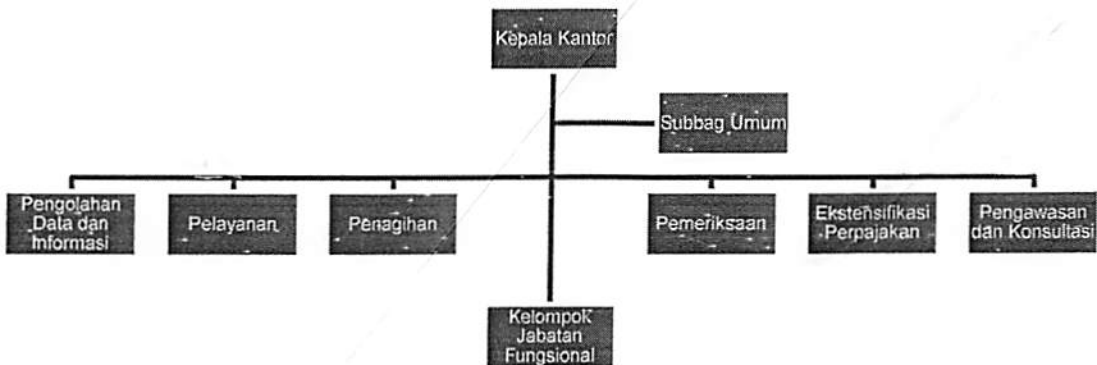 Kepala Kantor
Subbag Umum
Pengolahan
Data dan
Informasi
Pelayanan
Penagihan
Pemeriksaan
Ekstensifikasi
Perpajakan
Pengawasan
dan Konsultasi
Kelompok
Jabatan
Fungsional